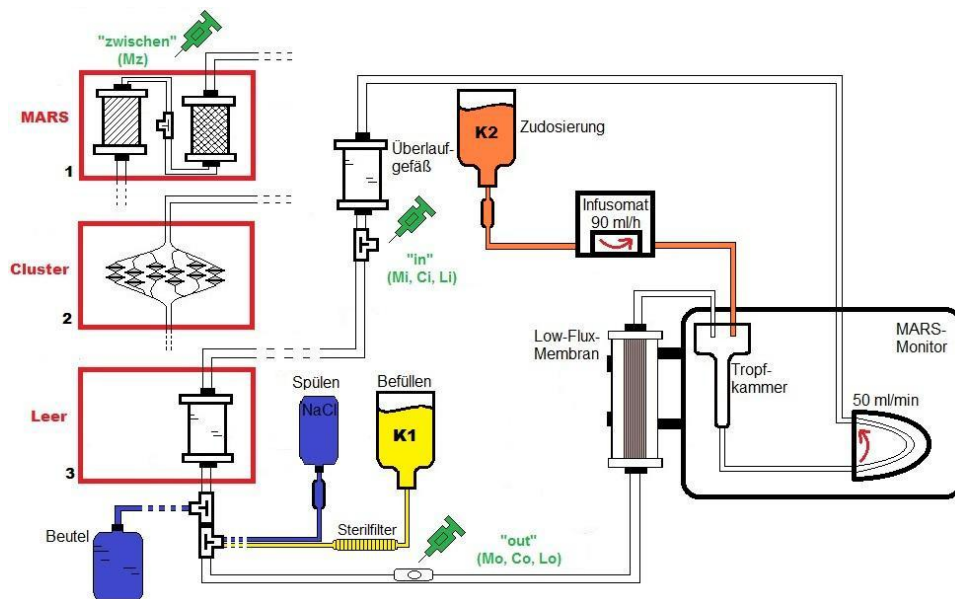 "zwischen"
(Mz)
MARS
1
Cluster
2
Leer
3
Überlauf-
gefäß
"in"
(Mi, Ci, Li)
K2
Zudosierung
Infusomat
90 ml/h
Low-Flux-
Membran
MARS-
Monitor
Tropf-
kammer
50 ml/min
Spülen
NaCl
Befüllen
K1
Sterilfilter
Beutel
"out"
(Mo, Co, Lo)